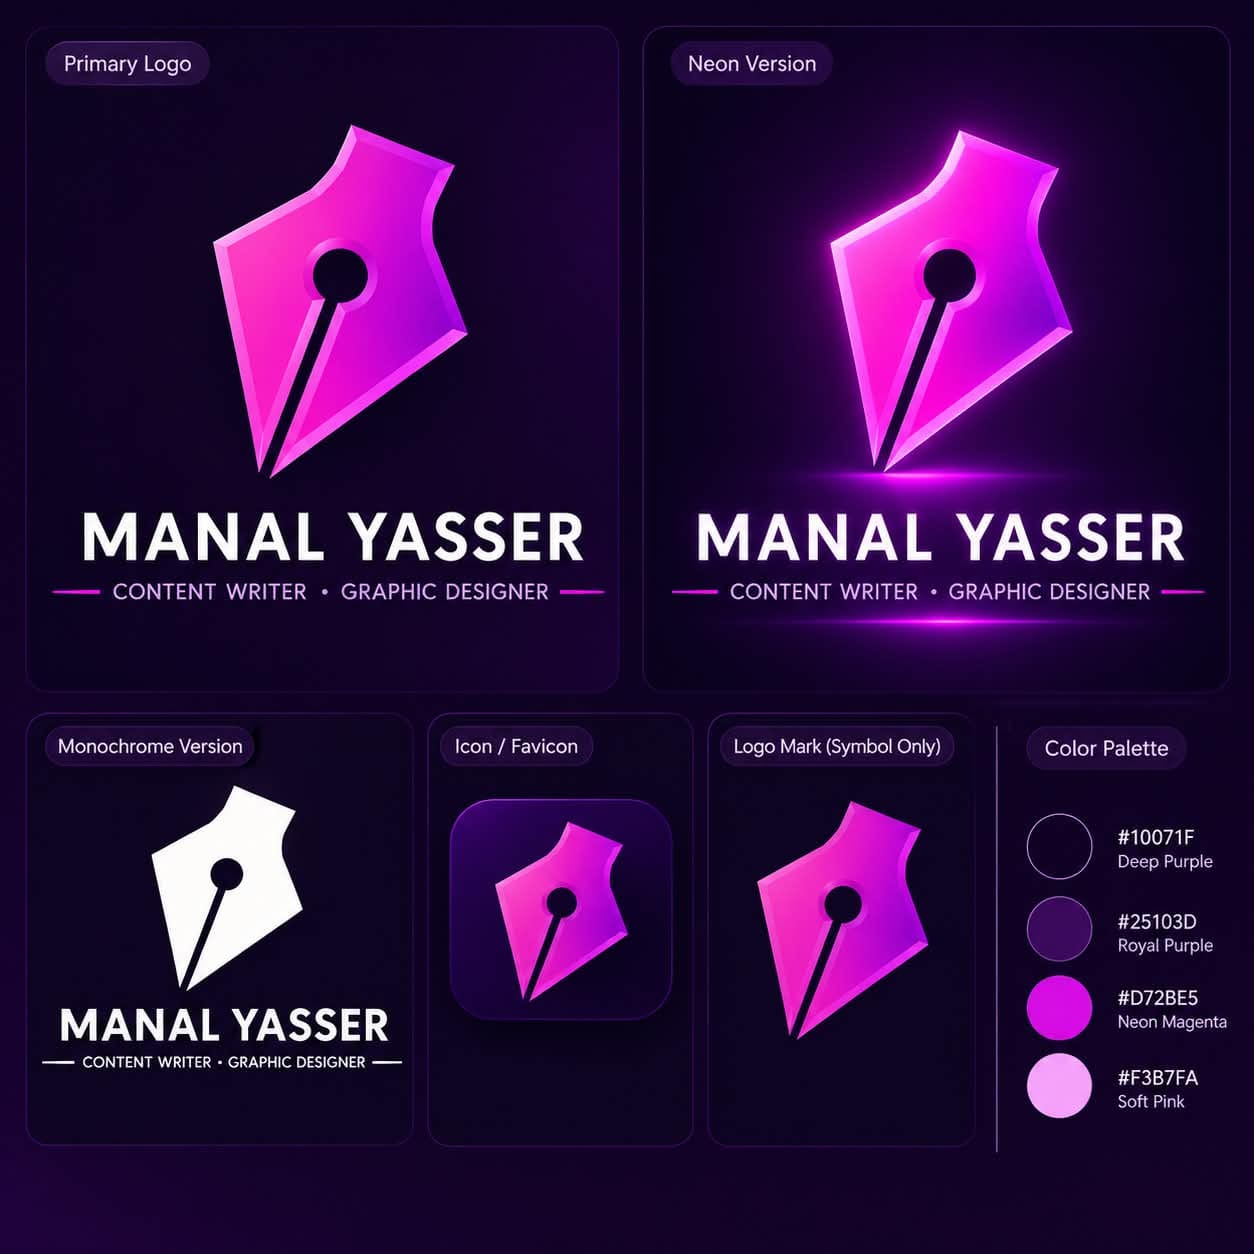 Primary Logo
MANAL YASSER
CONTENT WRITER • GRAPHIC DESIGNER
Neon Version
MANAL YASSER
CONTENT WRITER • GRAPHIC DESIGNER
Monochrome Version
MANAL YASSER
CONTENT WRITER • GRAPHIC DESIGNER
Icon / Favicon
Logo Mark (Symbol Only)
Color Palette
#10071F
Deep Purple
#25103D
Royal Purple
#D72BE5
Neon Magenta
#F3B7FA
Soft Pink